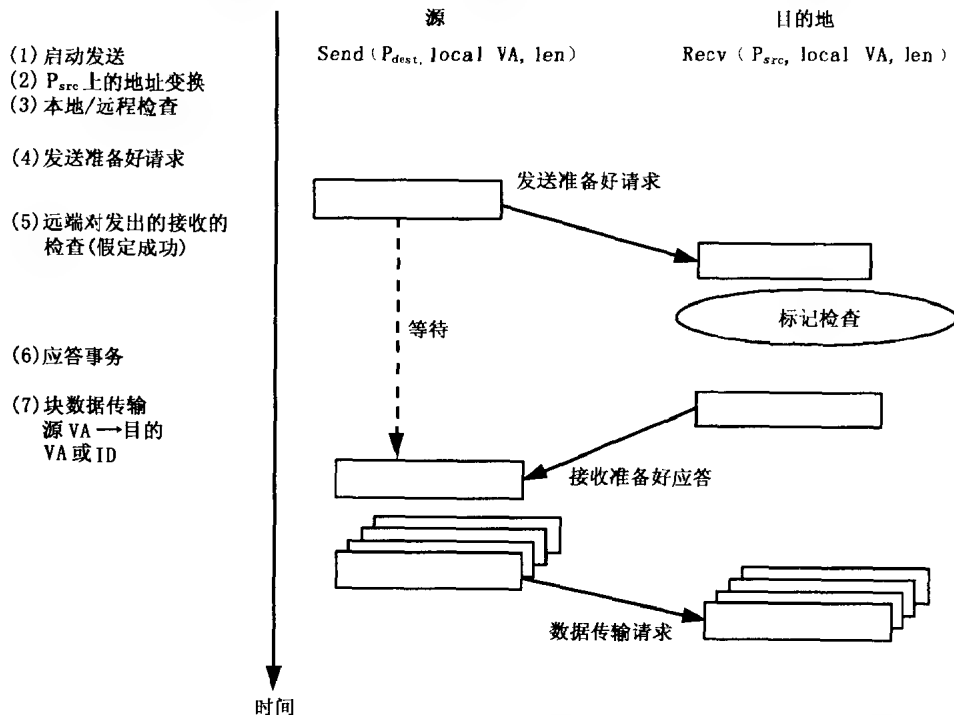 源
目的地
Send（P_dest, local VA, len）
Recv（P_src, local VA, len）
(1) 启动发送
(2) P_src 上的地址变换
(3) 本地/远程检查
(4) 发送准备好请求
(5) 远端对发出的接收的
检查(假定成功)
(6) 应答事务
(7) 块数据传输
源 VA →目的
VA 或 ID
发送准备好请求
标记检查
等待
接收准备好应答
数据传输请求
时间